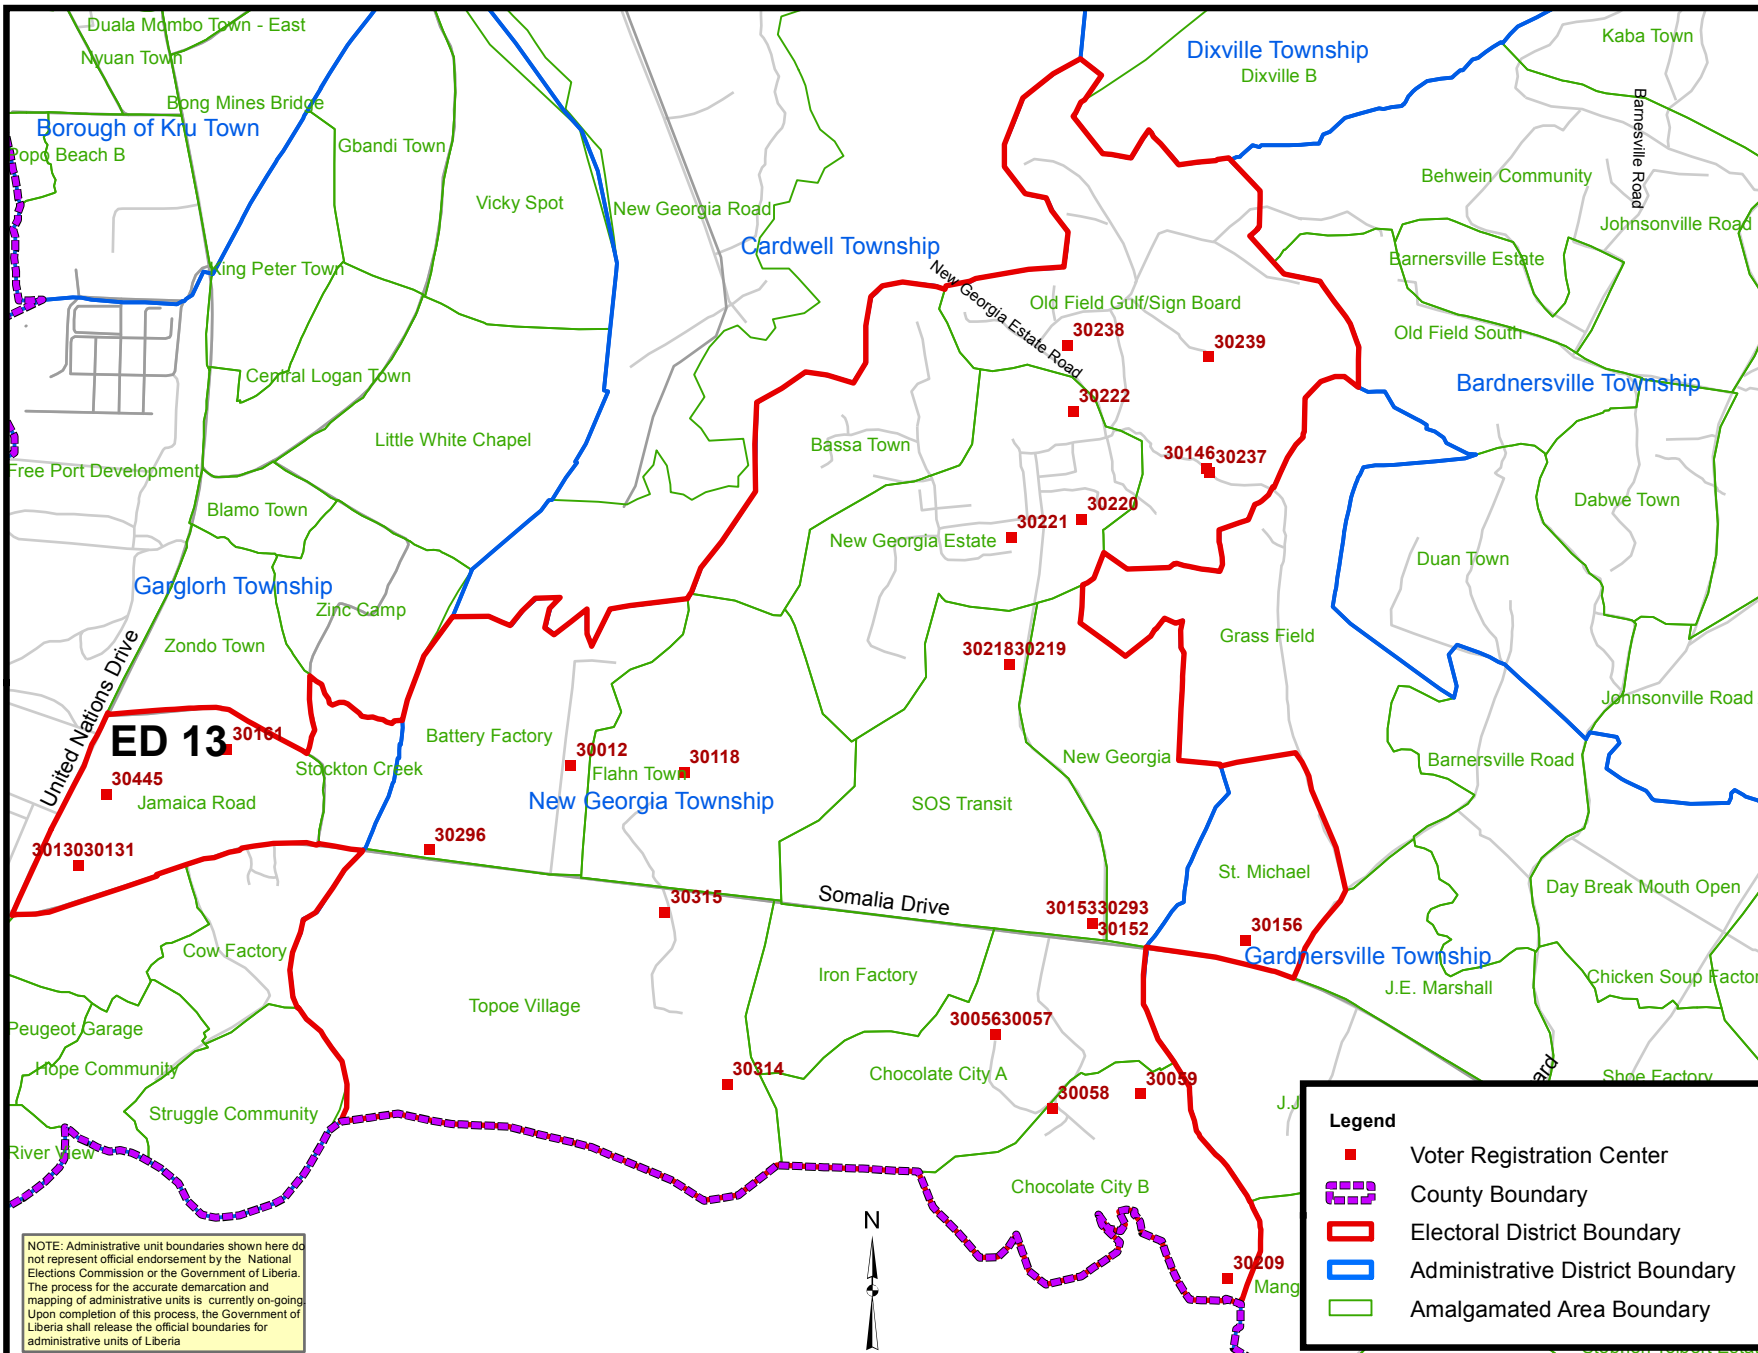 Duala Mombo Town - East
Nyuan Town
Bong Mines Bridge
Borough of Kru Town
Popo Beach B
Gbandi Town
Vicky Spot
New Georgia Road
Cardwell Township
Dixville Township
Dixville B
Kaba Town
Barnesville Road
Behwein Community
Johnsonville Road
Barnersville Estate
Old Field South
Bardnersville Township
King Peter Town
Central Logan Town
Little White Chapel
Free Port Development
Blamo Town
Garglorh Township
Zinc Camp
Zondo Town
United Nations Drive
New Georgia Estate Road
Old Field Gulf/Sign Board
30238
30239
30222
Bassa Town
30146
30237
30220
30221
New Georgia Estate
Dabwe Town
Duan Town
Grass Field
3021830219
Johnsonville Road
ED 13
30161
30445
Jamaica Road
3013030131
Stockton Creek
Battery Factory
30012
Flahn Town
30118
New Georgia Township
30296
New Georgia
SOS Transit
Barnersville Road
St. Michael
Day Break Mouth Open
Somalia Drive
30315
3015330293
30152
30156
Gardnersville Township
Chicken Soup Factor
J.E. Marshall
Cow Factory
Topoe Village
Iron Factory
3005630057
Peugeot Garage
Hope Community
Struggle Community
River View
30314
Chocolate City A
30058
30059
Shoe Factory
ard
J.J
Chocolate City B
30209
Mang
N
Legend
Voter Registration Center
County Boundary
Electoral District Boundary
Administrative District Boundary
Amalgamated Area Boundary
NOTE: Administrative unit boundaries shown here do
not represent official endorsement by the National
Elections Commission or the Government of Liberia.
The process for the accurate demarcation and
mapping of administrative units is currently on-going.
Upon completion of this process, the Government of
Liberia shall release the official boundaries for
administrative units of Liberia